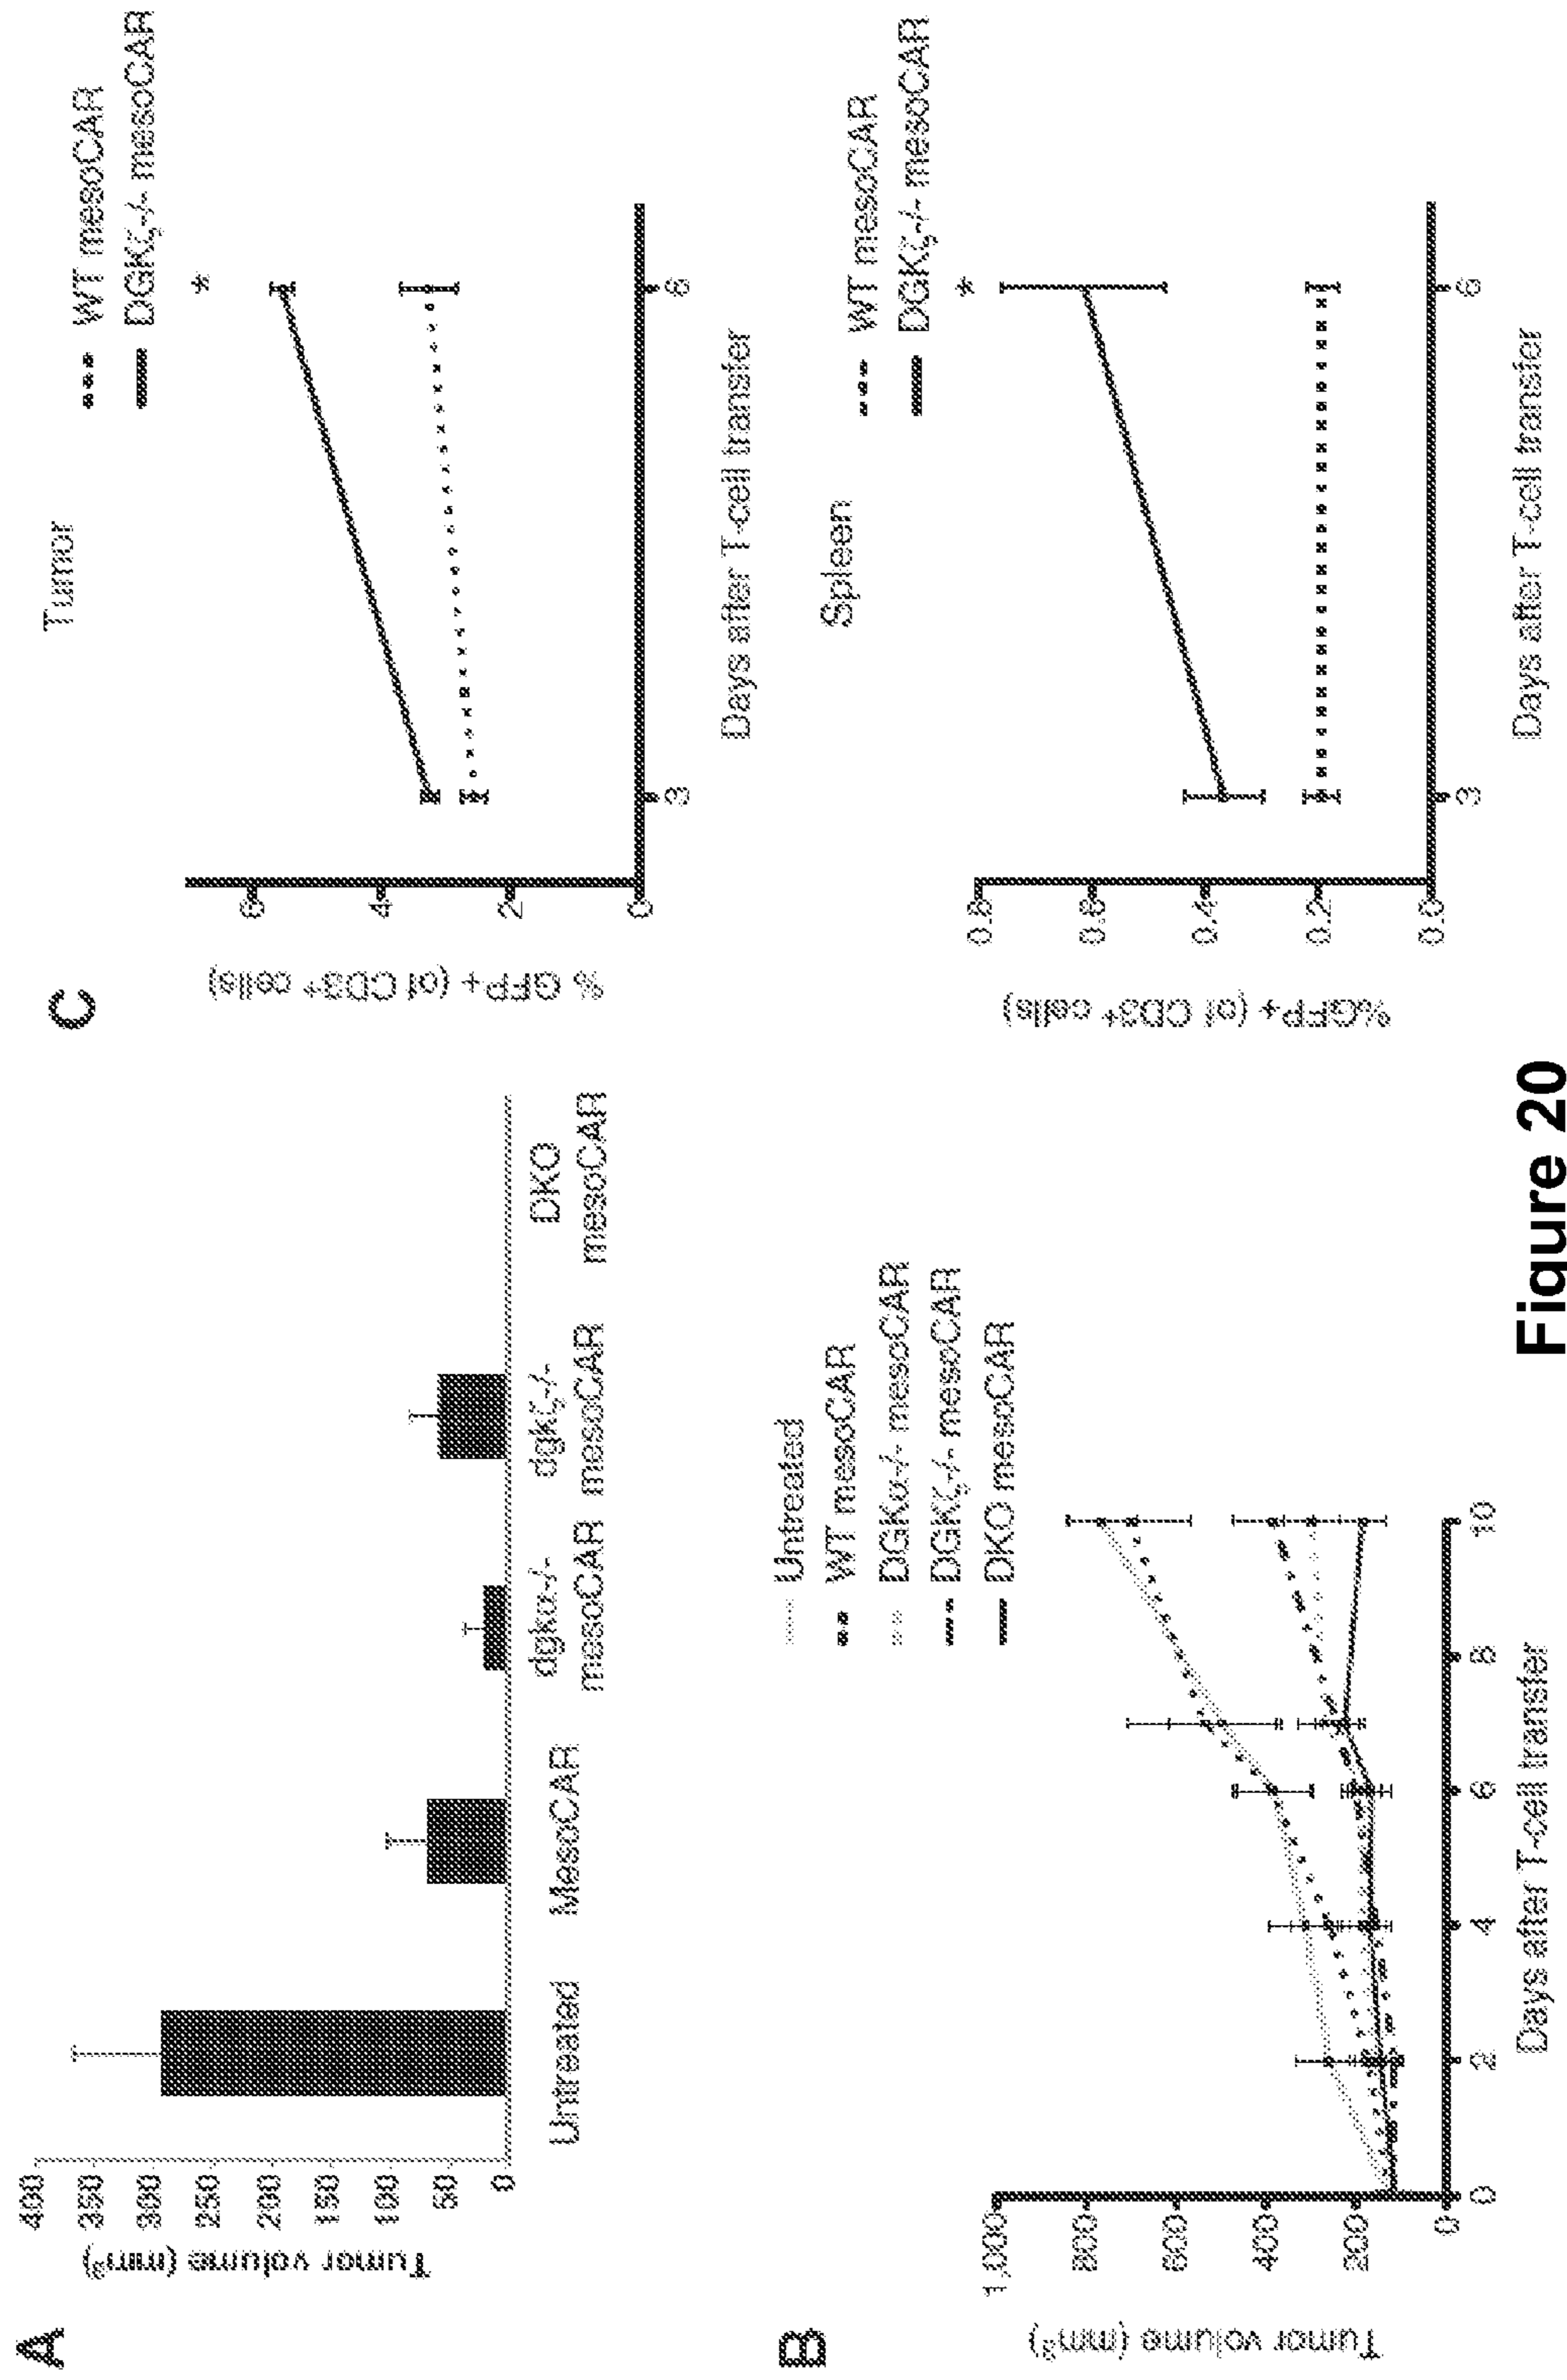 A
Tumor volume (mm³)
400
350
300
250
200
150
100
50
0
Untreated
MesoCAR
dgkα-/-
mesoCAR
dgkζ-/-
mesoCAR
DKO
mesoCAR
B
Tumor volume (mm³)
1,000
800
600
400
200
0
0 2 4 6 8 10
Days after T-cell transfer
Untreated
WT mesoCAR
DGKα-/- mesoCAR
DGKζ-/- mesoCAR
DKO mesoCAR
C
Tumor
WT mesoCAR
DGKζ-/- mesoCAR
*
% GFP+ (of CD3⁺ cells)
6
4
2
0
3 6
Days after T-cell transfer
Spleen
WT mesoCAR
DGKζ-/- mesoCAR
*
%GFP+ (of CD3⁺ cells)
0.8
0.6
0.4
0.2
0.0
3 6
Days after T-cell transfer
Figure 20